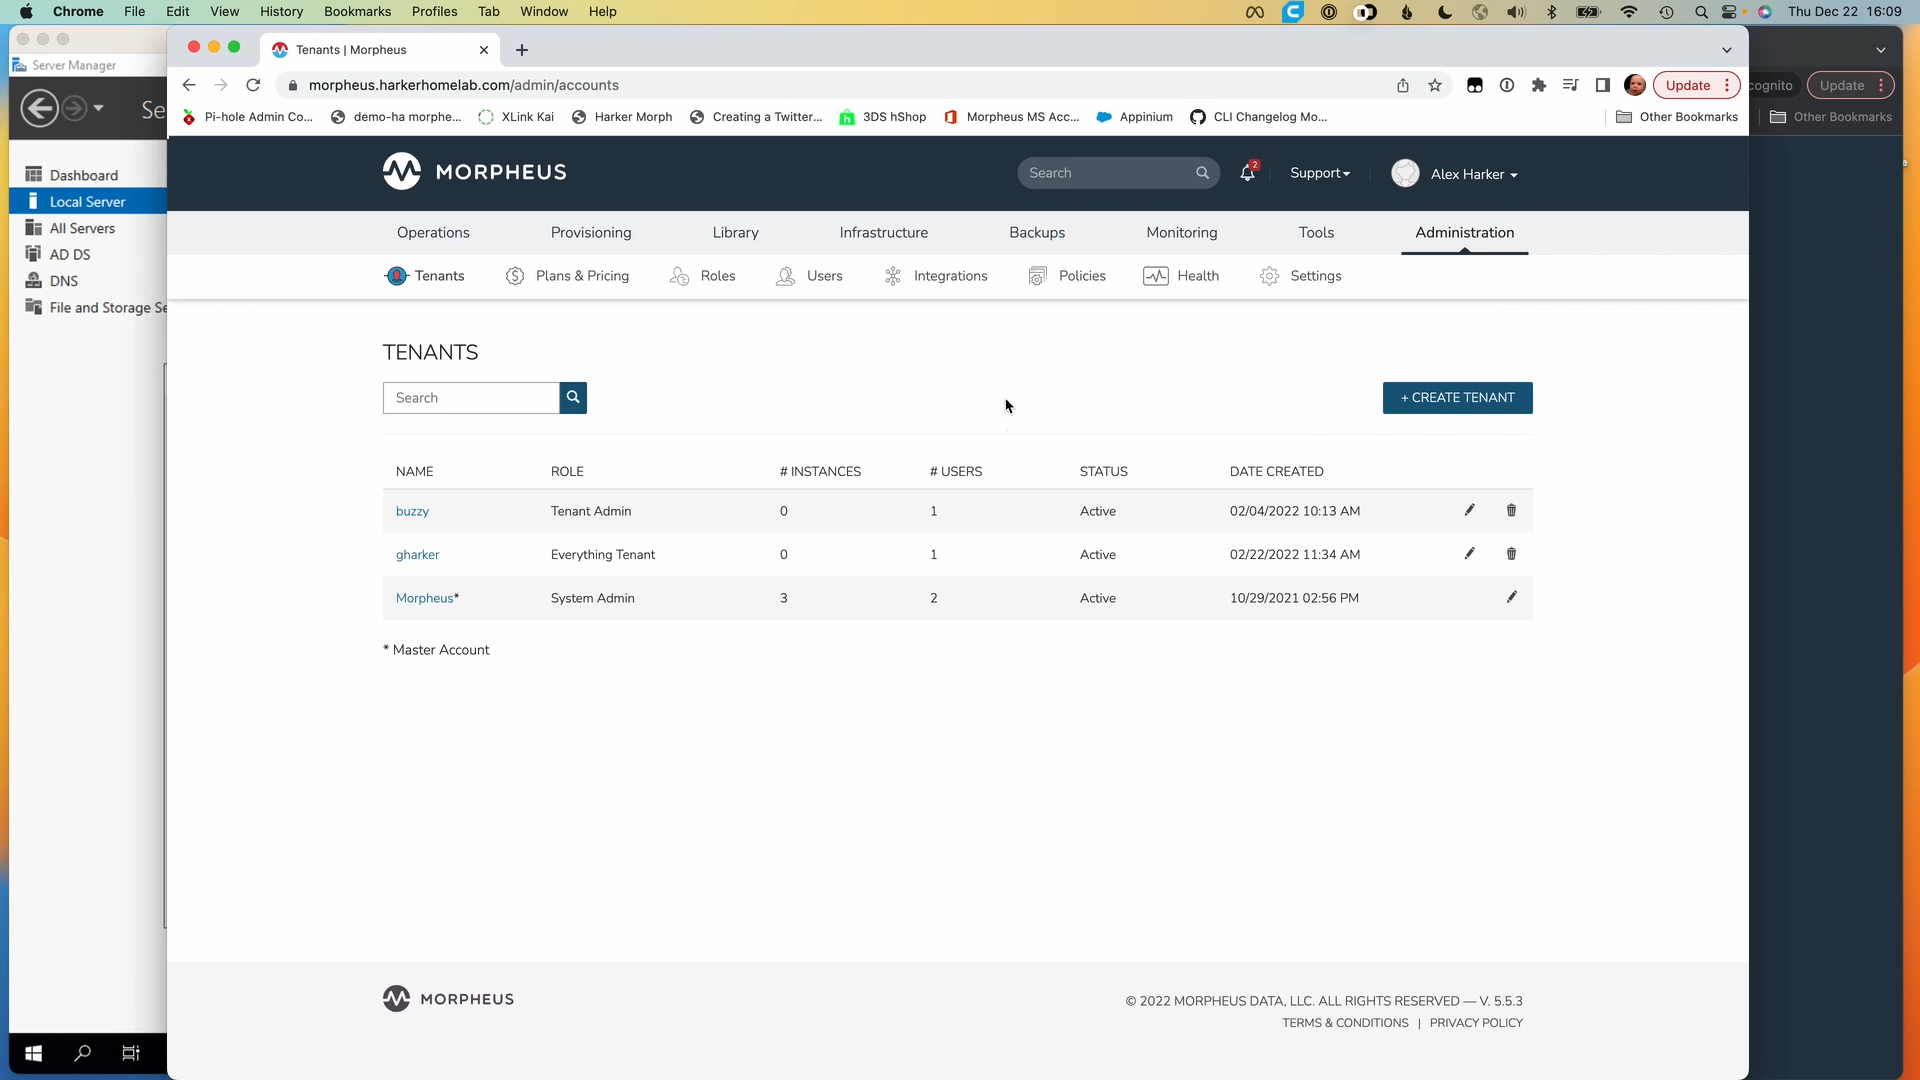 Chrome File Edit View History Bookmarks Profiles Tab Window Help Thu Dec 22 16:09
Server Manager
Se
Dashboard
Local Server
All Servers
AD DS
DNS
File and Storage Se
Tenants | Morpheus
morpheus.harkerhomelab.com/admin/accounts Update cognito Update
Pi-hole Admin Co... demo-ha morphe... XLink Kai Harker Morph Creating a Twitter... 3DS hShop Morpheus MS Acc... Appinium CLI Changelog Mo... Other Bookmarks Other Bookmarks
MORPHEUS Search 2 Support Alex Harker
Operations Provisioning Library Infrastructure Backups Monitoring Tools Administration
Tenants Plans & Pricing Roles Users Integrations Policies Health Settings
TENANTS
Search + CREATE TENANT
NAME ROLE # INSTANCES # USERS STATUS DATE CREATED
buzzy Tenant Admin 0 1 Active 02/04/2022 10:13 AM
gharker Everything Tenant 0 1 Active 02/22/2022 11:34 AM
Morpheus* System Admin 3 2 Active 10/29/2021 02:56 PM
* Master Account
MORPHEUS
© 2022 MORPHEUS DATA, LLC. ALL RIGHTS RESERVED — V. 5.5.3
TERMS & CONDITIONS | PRIVACY POLICY